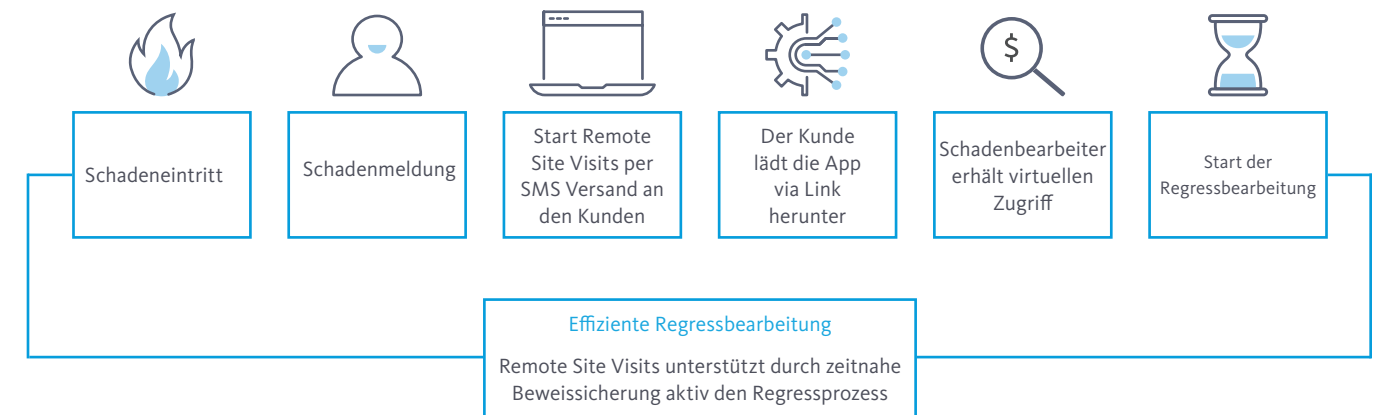 Schadeneintritt
Schadenmeldung
Start Remote
Site Visits per
SMS Versand an
den Kunden
Der Kunde
lädt die App
via Link
herunter
$
Schadenbearbeiter
erhält virtuellen
Zugriff
Start der
Regressbearbeitung
Effiziente Regressbearbeitung
Remote Site Visits unterstützt durch zeitnahe
Beweissicherung aktiv den Regressprozess